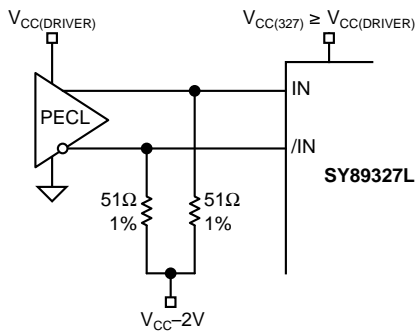 VCC(DRIVER)
VCC(327) ≥ VCC(DRIVER)
PECL
IN
/IN
SY89327L
51Ω
1%
51Ω
1%
VCC–2V